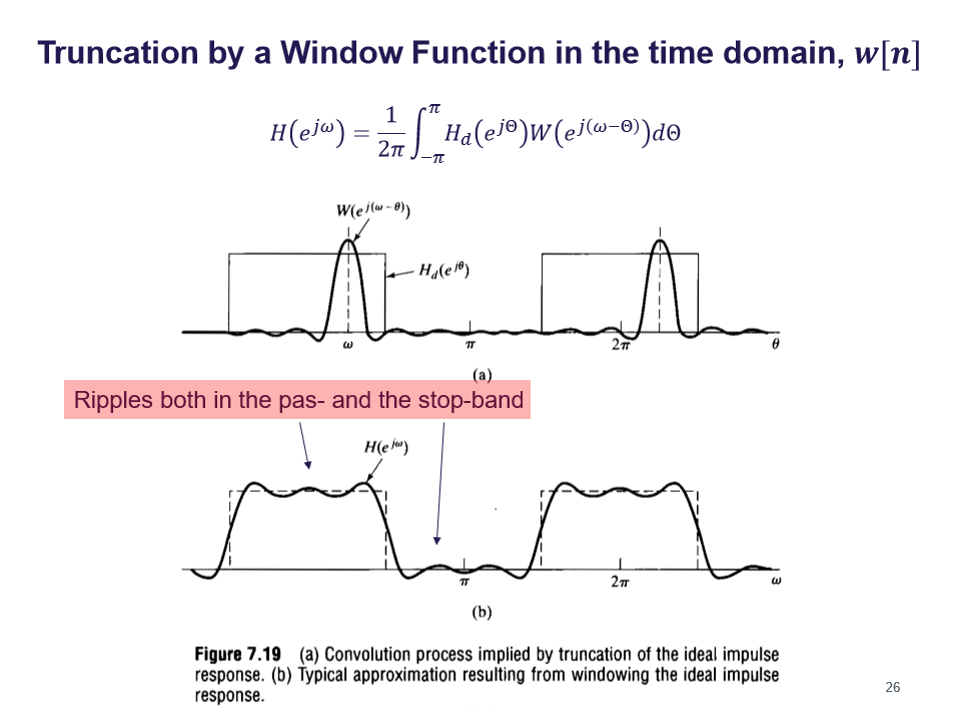 Truncation by a Window Function in the time domain, w[n]
H(e^{jω}) = 1/2π ∫_{-π}^{π} H_d(e^{jΘ})W(e^{j(ω−Θ)})dΘ
W(e^{j(ω−θ)})
H_d(e^{jθ})
ω π 2π θ
(a)
Ripples both in the pas- and the stop-band
H(e^{jω})
π 2π ω
(b)
Figure 7.19 (a) Convolution process implied by truncation of the ideal impulse
response. (b) Typical approximation resulting from windowing the ideal impulse
response.
26